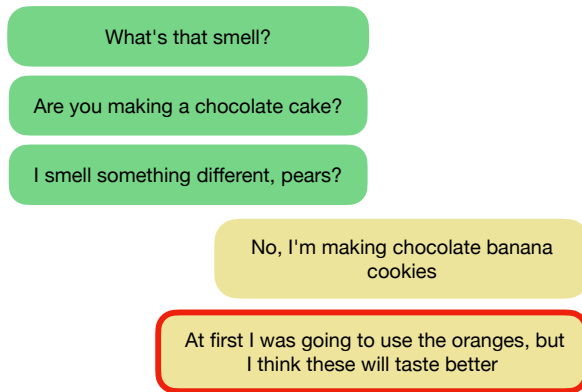 What's that smell?
Are you making a chocolate cake?
I smell something different, pears?
No, I'm making chocolate banana
cookies
At first I was going to use the oranges, but
I think these will taste better